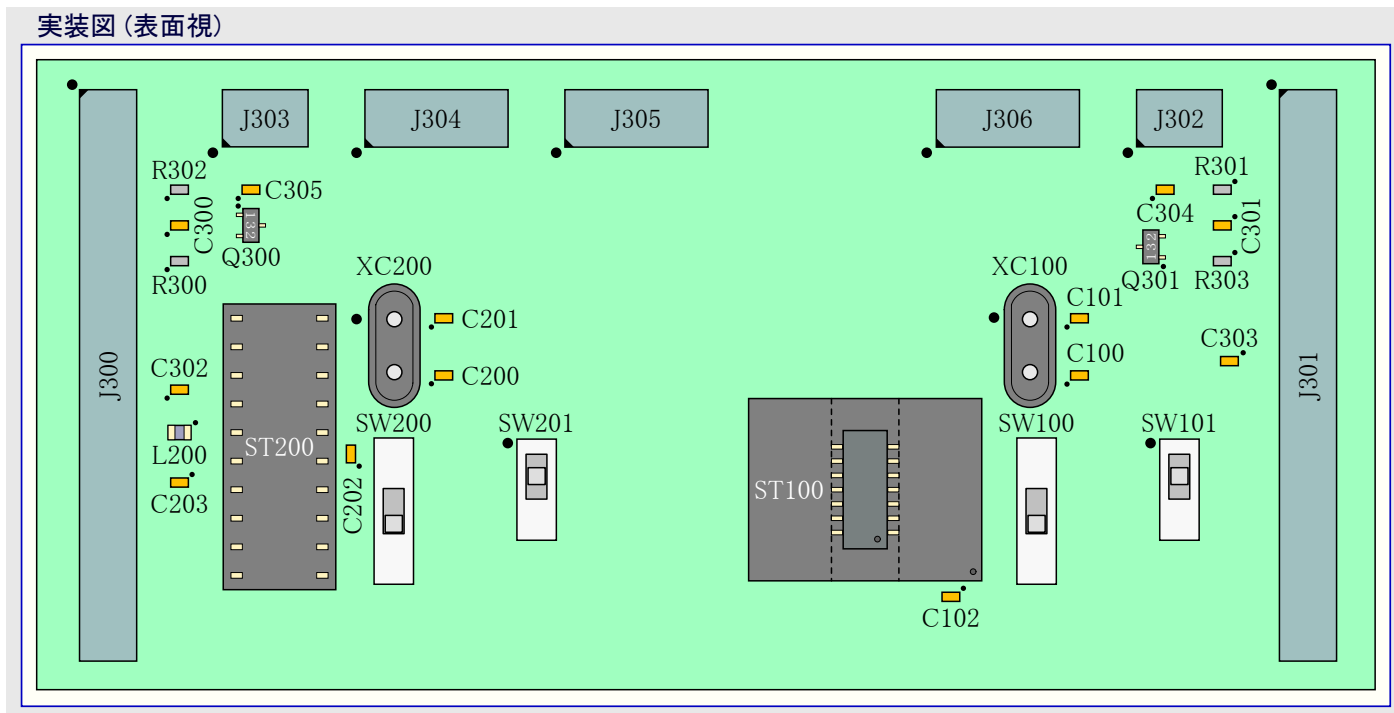 実装図(表面視)
J303
J304
J305
J306
J302
R302
C305
C300
132
Q300
R300
R301
C304
C301
132
Q301
R303
XC200
XC100
C201
C101
C200
C100
C303
J300
J301
C302
L200
C203
ST200
C202
SW200
SW201
ST100
SW100
SW101
C102